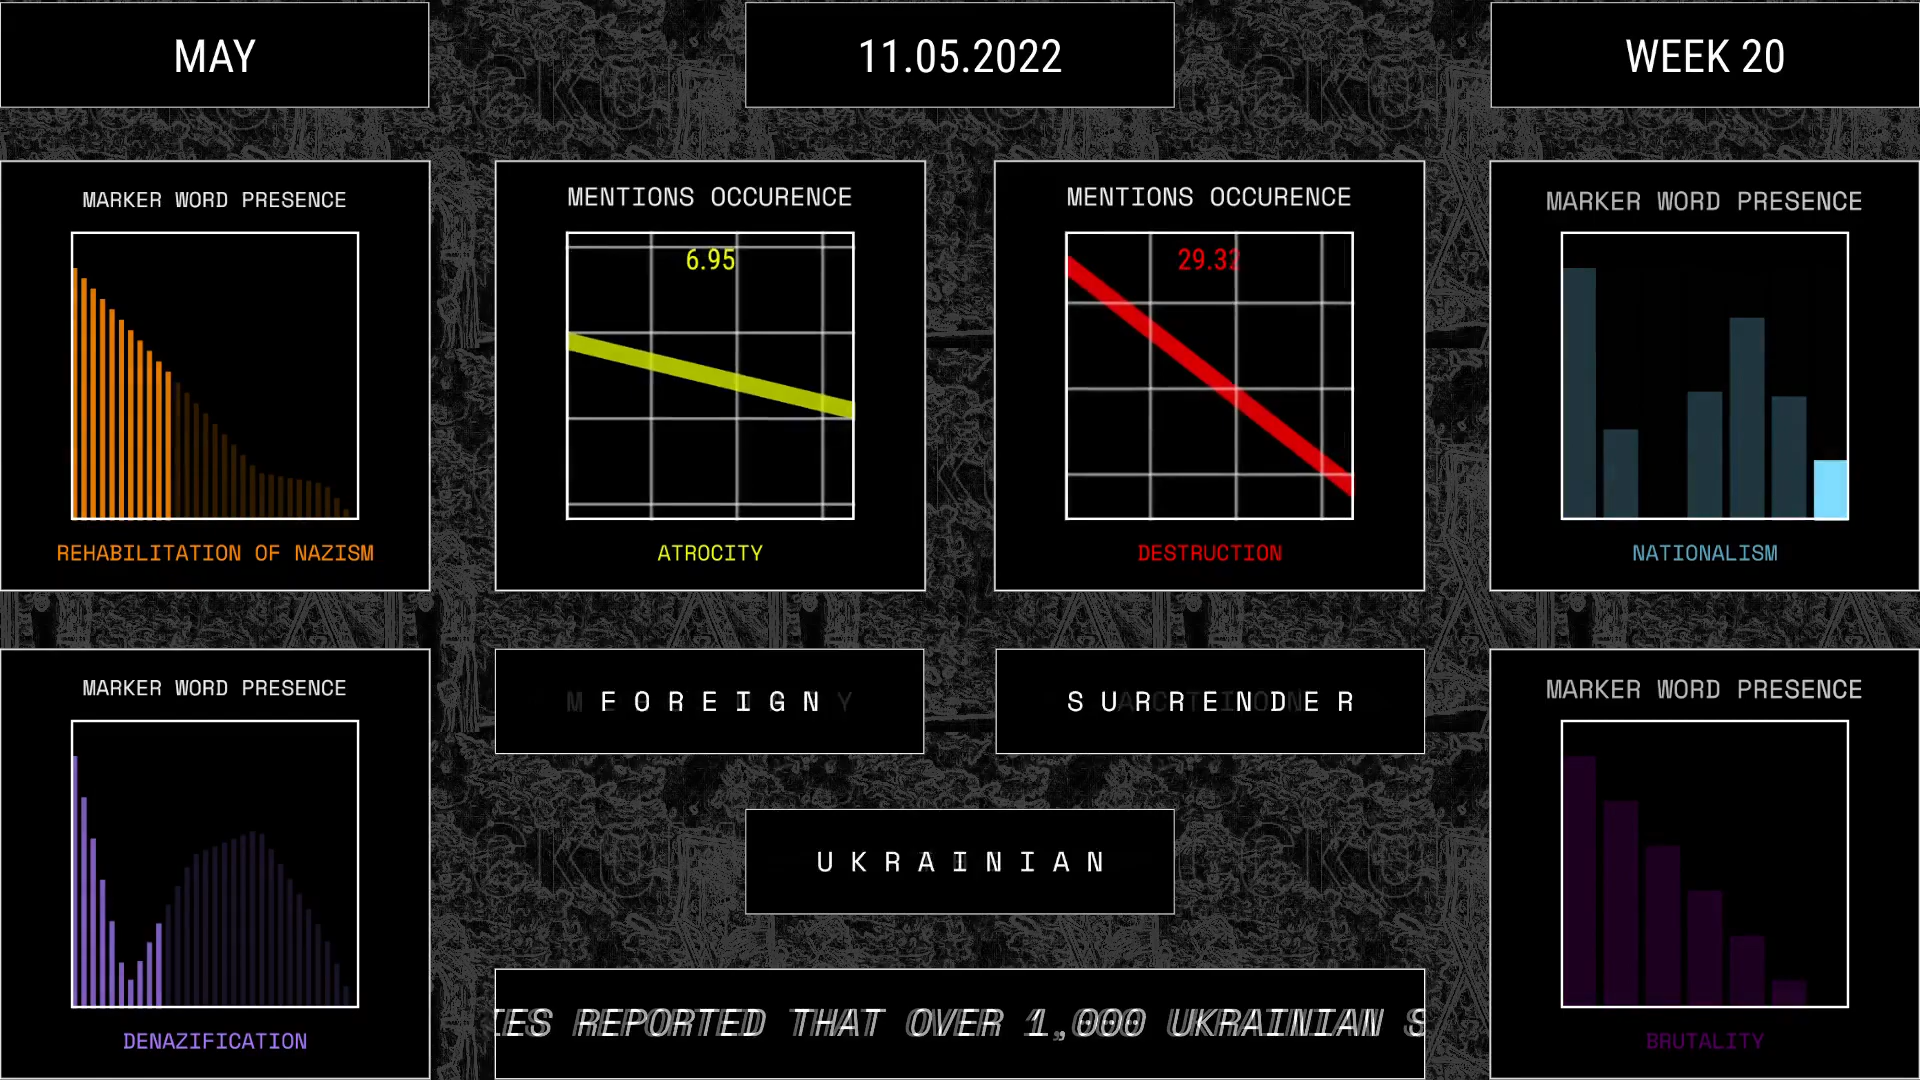 MAY
11.05.2022
WEEK 20
MARKER WORD PRESENCE
REHABILITATION OF NAZISM
MENTIONS OCCURENCE
6.95
ATROCITY
MENTIONS OCCURENCE
29.32
DESTRUCTION
MARKER WORD PRESENCE
NATIONALISM
MARKER WORD PRESENCE
DENAZIFICATION
FOREIGN
SURRENDER
UKRAINIAN
IES REPORTED THAT OVER 1,000 UKRAINIAN S
MARKER WORD PRESENCE
BRUTALITY